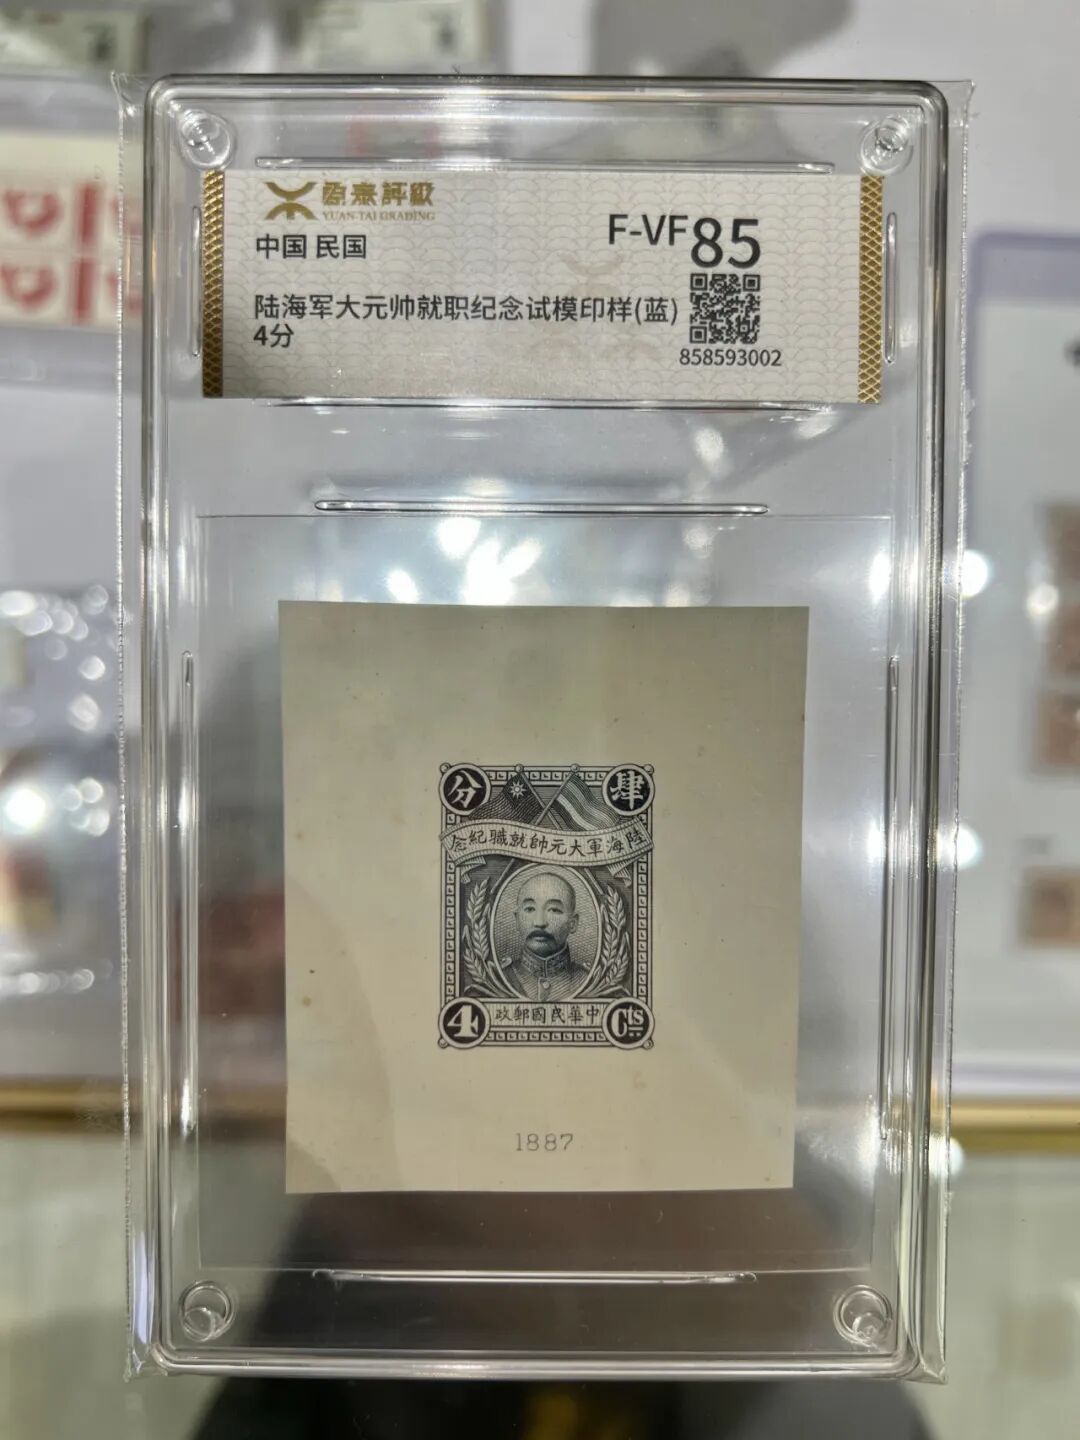 源泰評級
YUAN-TAI GRADING
中国 民国
F-VF85
陆海军大元帅就职纪念试模印样(蓝)
4分
858593002
分 肆
念紀職就帥元大軍海陸
4 政郵國民華中 Cts
1887